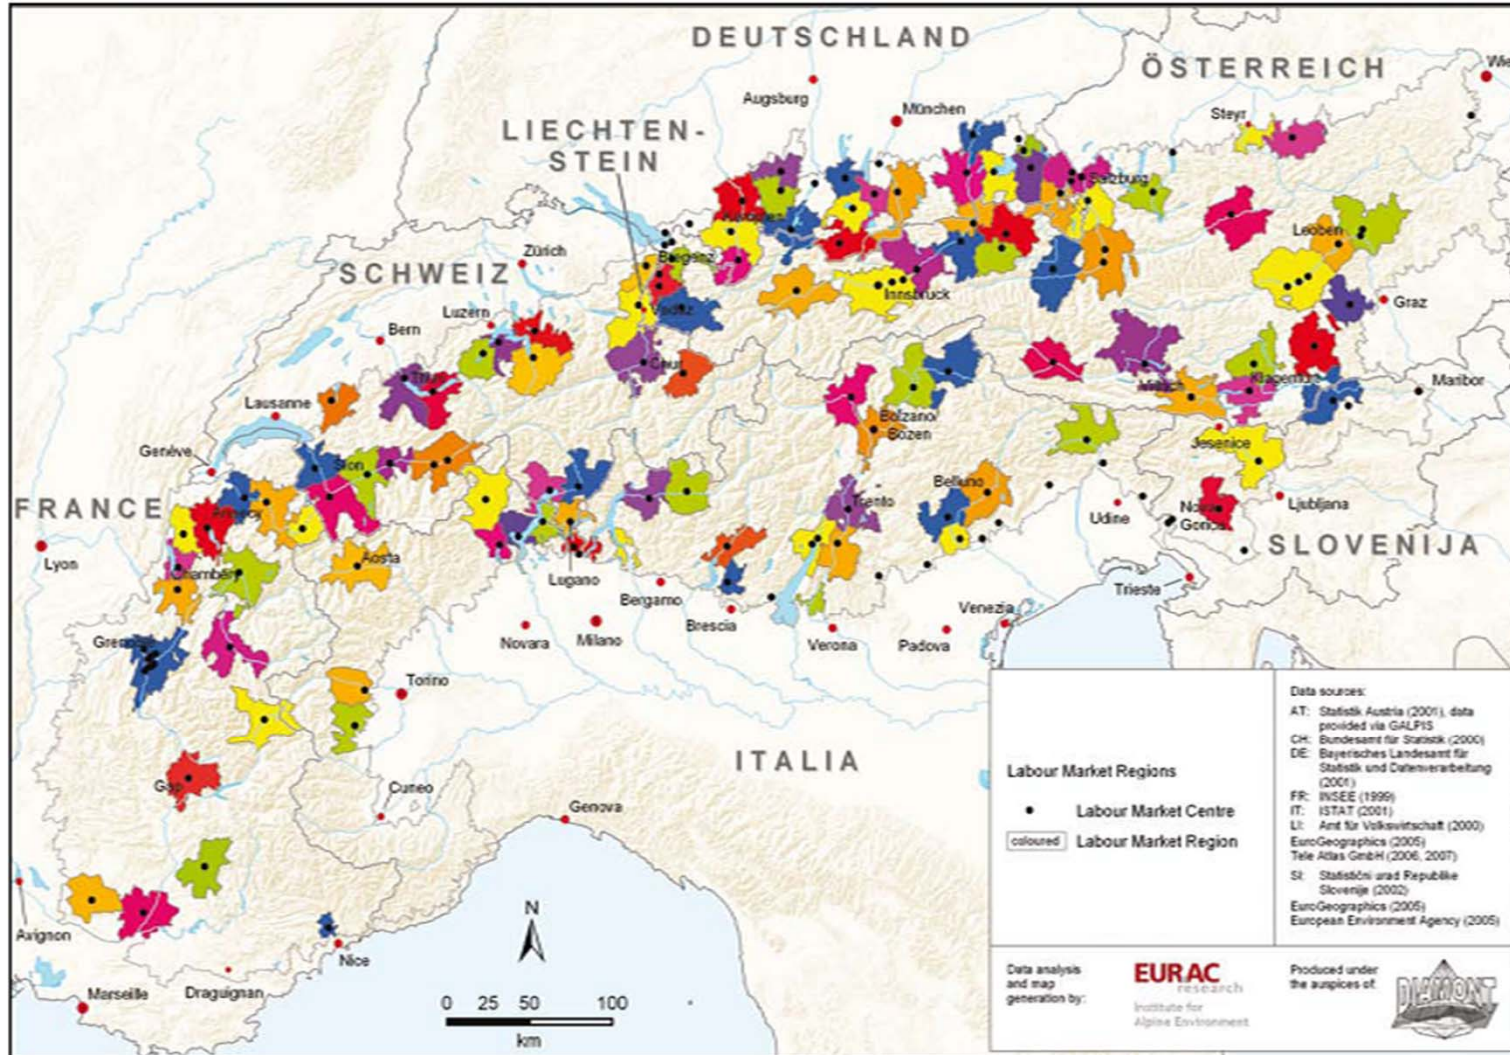 DEUTSCHLAND
ÖSTERREICH
Augsburg
München
Steyr
LIECHTEN-
STEIN
Salzburg
Zürich
Bregenz
Leoben
SCHWEIZ
Luzern
Innsbruck
Graz
Bern
Vaduz
Chur
Thun
Villach
Klagenfurt
Maribor
Lausanne
Bolzano/
Bozen
Jesenice
Genève
Sion
FRANCE
Annecy
Belluno
Trento
Udine
Nova
Gorica
Ljubljana
SLOVENIJA
Lyon
Aosta
Chambéry
Lugano
Bergamo
Trieste
Brescia
Venezia
Novara
Milano
Verona
Padova
Torino
ITALIA
Gap
Cuneo
Genova
Avignon
Nice
Marseille
Draguignan
N
0 25 50 100
km
Labour Market Regions
Labour Market Centre
coloured Labour Market Region
Data sources:
AT: Statistik Austria (2001), data
provided via GALPIS
CH: Bundesamt für Statistik (2000)
DE: Bayerisches Landesamt für
Statistik und Datenverarbeitung
(2001)
FR: INSEE (1999)
IT: ISTAT (2001)
LI: Amt für Volkswirtschaft (2000)
EuroGeographics (2005)
Tele Atlas GmbH (2006, 2007)
SI: Statistični urad Republike
Slovenije (2002)
EuroGeographics (2005)
European Environment Agency (2005)
Data analysis
and map
generation by:
EURAC
research
Institute for
Alpine Environment
Produced under
the auspices of:
DIAMONT